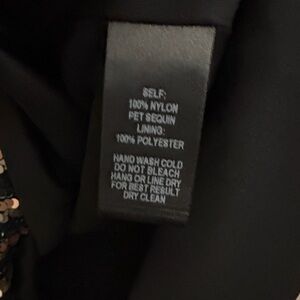 SELF:
100% NYLON
PET SEQUIN
LINING:
100% POLYESTER
HAND WASH COLD
DO NOT BLEACH
HANG OR LINE DRY
FOR BEST RESULT
DRY CLEAN